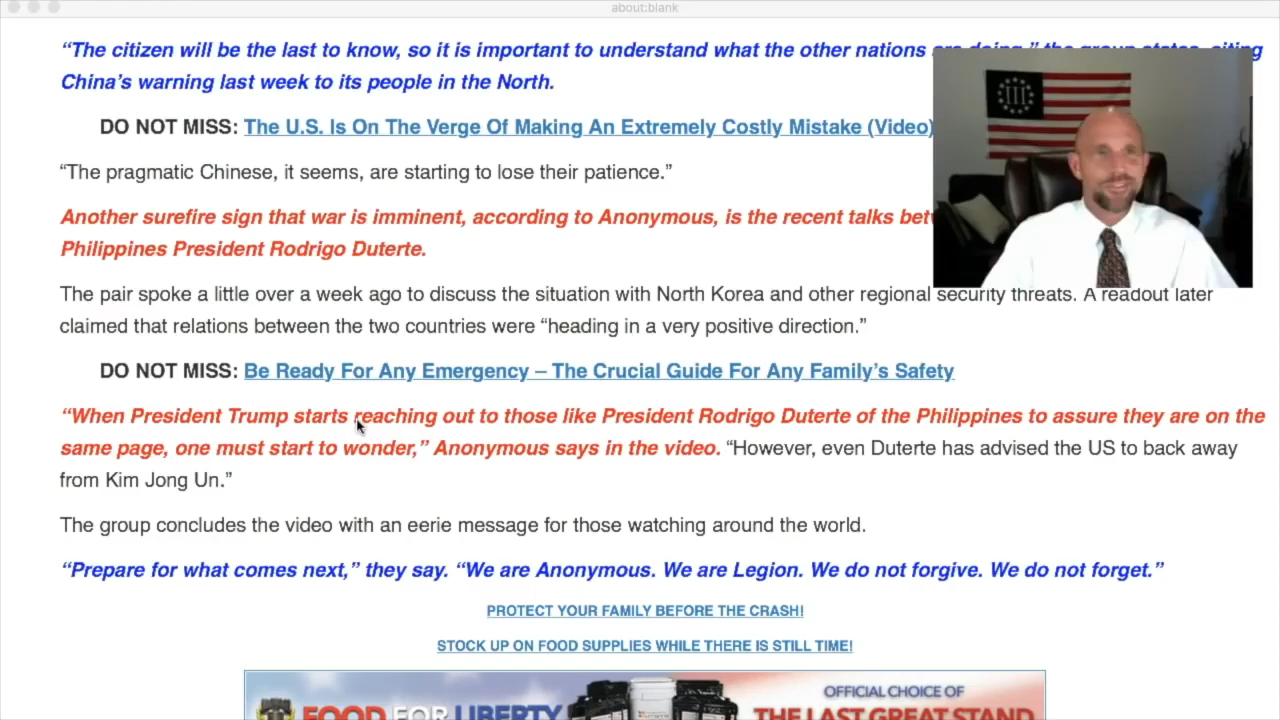 about:blank
“The citizen will be the last to know, so it is important to understand what the other nations are doing,” the group states, citing
China’s warning last week to its people in the North.
DO NOT MISS: The U.S. Is On The Verge Of Making An Extremely Costly Mistake (Video)
“The pragmatic Chinese, it seems, are starting to lose their patience.”
Another surefire sign that war is imminent, according to Anonymous, is the recent talks
Philippines President Rodrigo Duterte.
The pair spoke a little over a week ago to discuss the situation with North Korea and other regional security threats. A readout later
claimed that relations between the two countries were “heading in a very positive direction.”
DO NOT MISS: Be Ready For Any Emergency – The Crucial Guide For Any Family’s Safety
“When President Trump starts reaching out to those like President Rodrigo Duterte of the Philippines to assure they are on the
same page, one must start to wonder,” Anonymous says in the video. “However, even Duterte has advised the US to back away
from Kim Jong Un.”
The group concludes the video with an eerie message for those watching around the world.
“Prepare for what comes next,” they say. “We are Anonymous. We are Legion. We do not forgive. We do not forget.”
PROTECT YOUR FAMILY BEFORE THE CRASH!
STOCK UP ON FOOD SUPPLIES WHILE THERE IS STILL TIME!
FOOD FOR LIBERTY
OFFICIAL CHOICE OF
THE LAST GREAT STAND
III